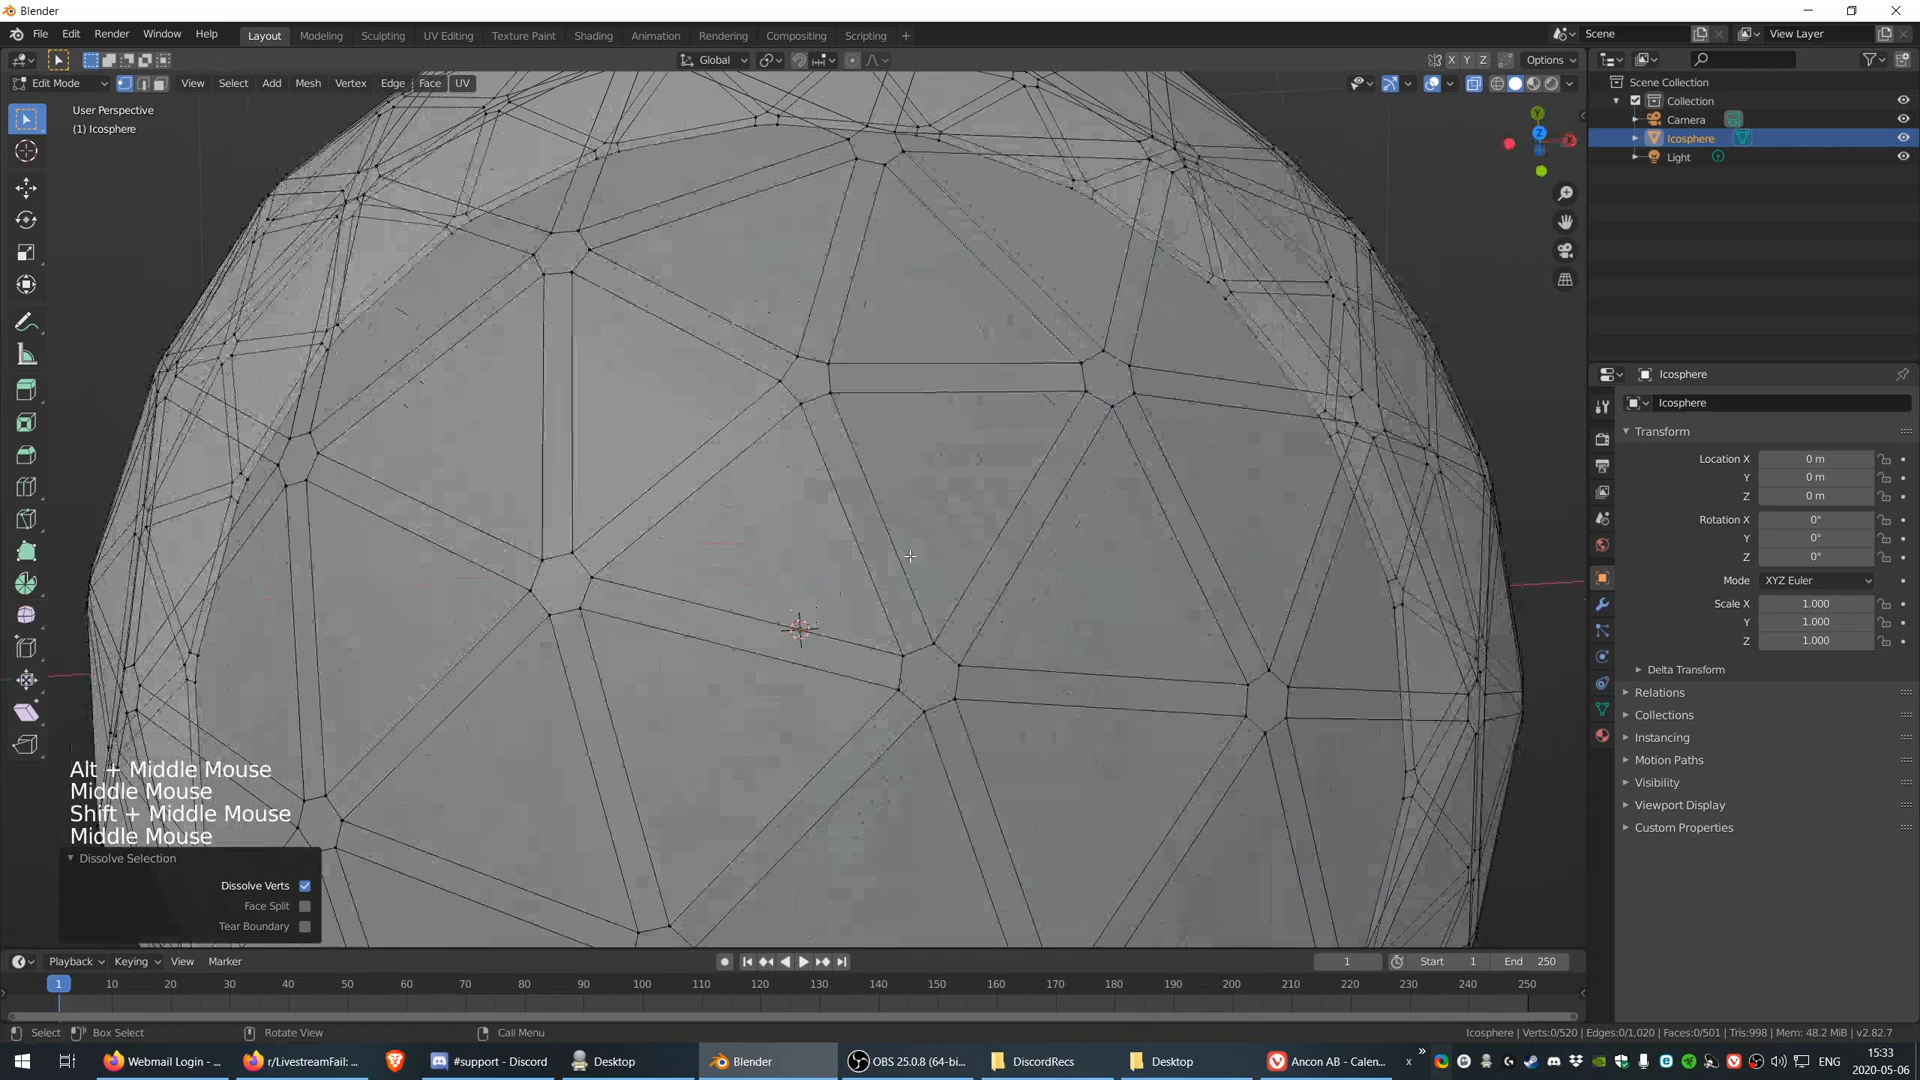 Blender
File Edit Render Window Help Layout Modeling Sculpting UV Editing Texture Paint Shading Animation Rendering Compositing Scripting + Scene View Layer
Global X Y Z Options
Edit Mode View Select Add Mesh Vertex Edge Face UV
User Perspective
(1) Icosphere
Y
Z
X
Scene Collection
Collection
Camera
Icosphere
Light
Icosphere
Icosphere
Transform
Location X 0 m
Y 0 m
Z 0 m
Rotation X 0°
Y 0°
Z 0°
Mode XYZ Euler
Scale X 1.000
Y 1.000
Z 1.000
Delta Transform
Relations
Collections
Instancing
Motion Paths
Visibility
Viewport Display
Custom Properties
Alt + Middle Mouse
Middle Mouse
Shift + Middle Mouse
Middle Mouse
Dissolve Selection
Dissolve Verts
Face Split
Tear Boundary
Playback Keying View Marker 1 Start 1 End 250
1 10 20 30 40 50 60 70 80 90 100 110 120 130 140 150 160 170 180 190 200 210 220 230 240 250
Select Box Select Rotate View Call Menu Icosphere | Verts:0/520 | Edges:0/1,020 | Faces:0/501 | Tris:998 | Mem: 48.2 MiB | v2.82.7
Webmail Login - ... r/LivestreamFail: ... #support - Discord Desktop Blender OBS 25.0.8 (64-bi... DiscordRecs Desktop Ancon AB - Calen... ENG 15:33
2020-05-06